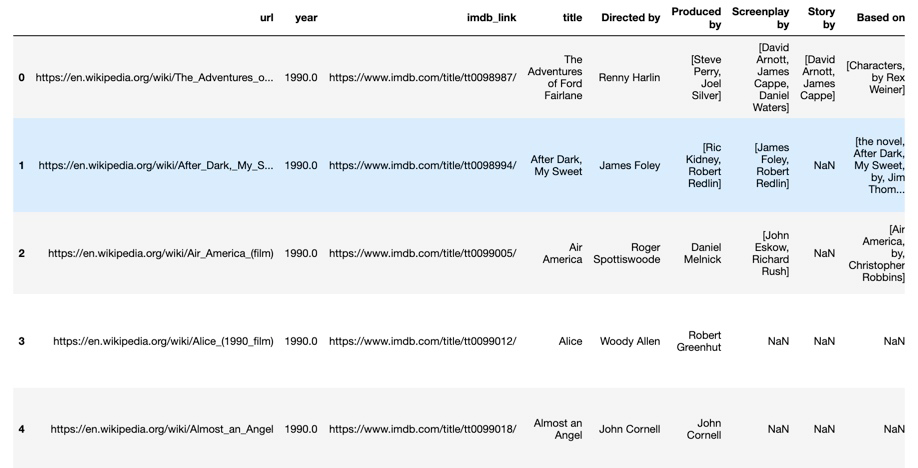 url year imdb_link title Directed by Produced by Screenplay by Story by Based on
0 https://en.wikipedia.org/wiki/The_Adventures_o... 1990.0 https://www.imdb.com/title/tt0098987/ The Adventures of Ford Fairlane Renny Harlin [Steve Perry, Joel Silver] [David Arnott, James Cappe, Daniel Waters] [David Arnott, James Cappe] [Characters, by Rex Weiner]
1 https://en.wikipedia.org/wiki/After_Dark,_My_S... 1990.0 https://www.imdb.com/title/tt0098994/ After Dark, My Sweet James Foley [Ric Kidney, Robert Redlin] [James Foley, Robert Redlin] NaN [the novel, After Dark, My Sweet, by, Jim Thom...
2 https://en.wikipedia.org/wiki/Air_America_(film) 1990.0 https://www.imdb.com/title/tt0099005/ Air America Roger Spottiswoode Daniel Melnick [John Eskow, Richard Rush] NaN [Air America, by, Christopher Robbins]
3 https://en.wikipedia.org/wiki/Alice_(1990_film) 1990.0 https://www.imdb.com/title/tt0099012/ Alice Woody Allen Robert Greenhut NaN NaN NaN
4 https://en.wikipedia.org/wiki/Almost_an_Angel 1990.0 https://www.imdb.com/title/tt0099018/ Almost an Angel John Cornell John Cornell NaN NaN NaN